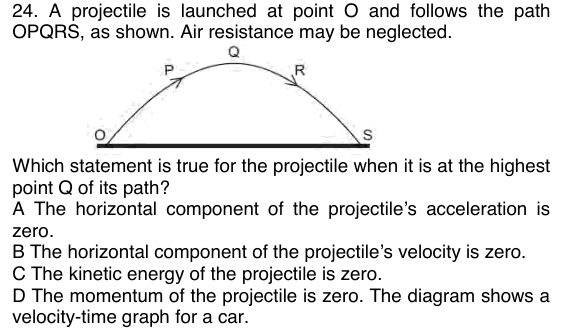 24. A projectile is launched at point O and follows the path
OPQRS, as shown. Air resistance may be neglected.
Q
P
R
O
S
Which statement is true for the projectile when it is at the highest
point Q of its path?
A The horizontal component of the projectile's acceleration is
zero.
B The horizontal component of the projectile's velocity is zero.
C The kinetic energy of the projectile is zero.
D The momentum of the projectile is zero. The diagram shows a
velocity-time graph for a car.